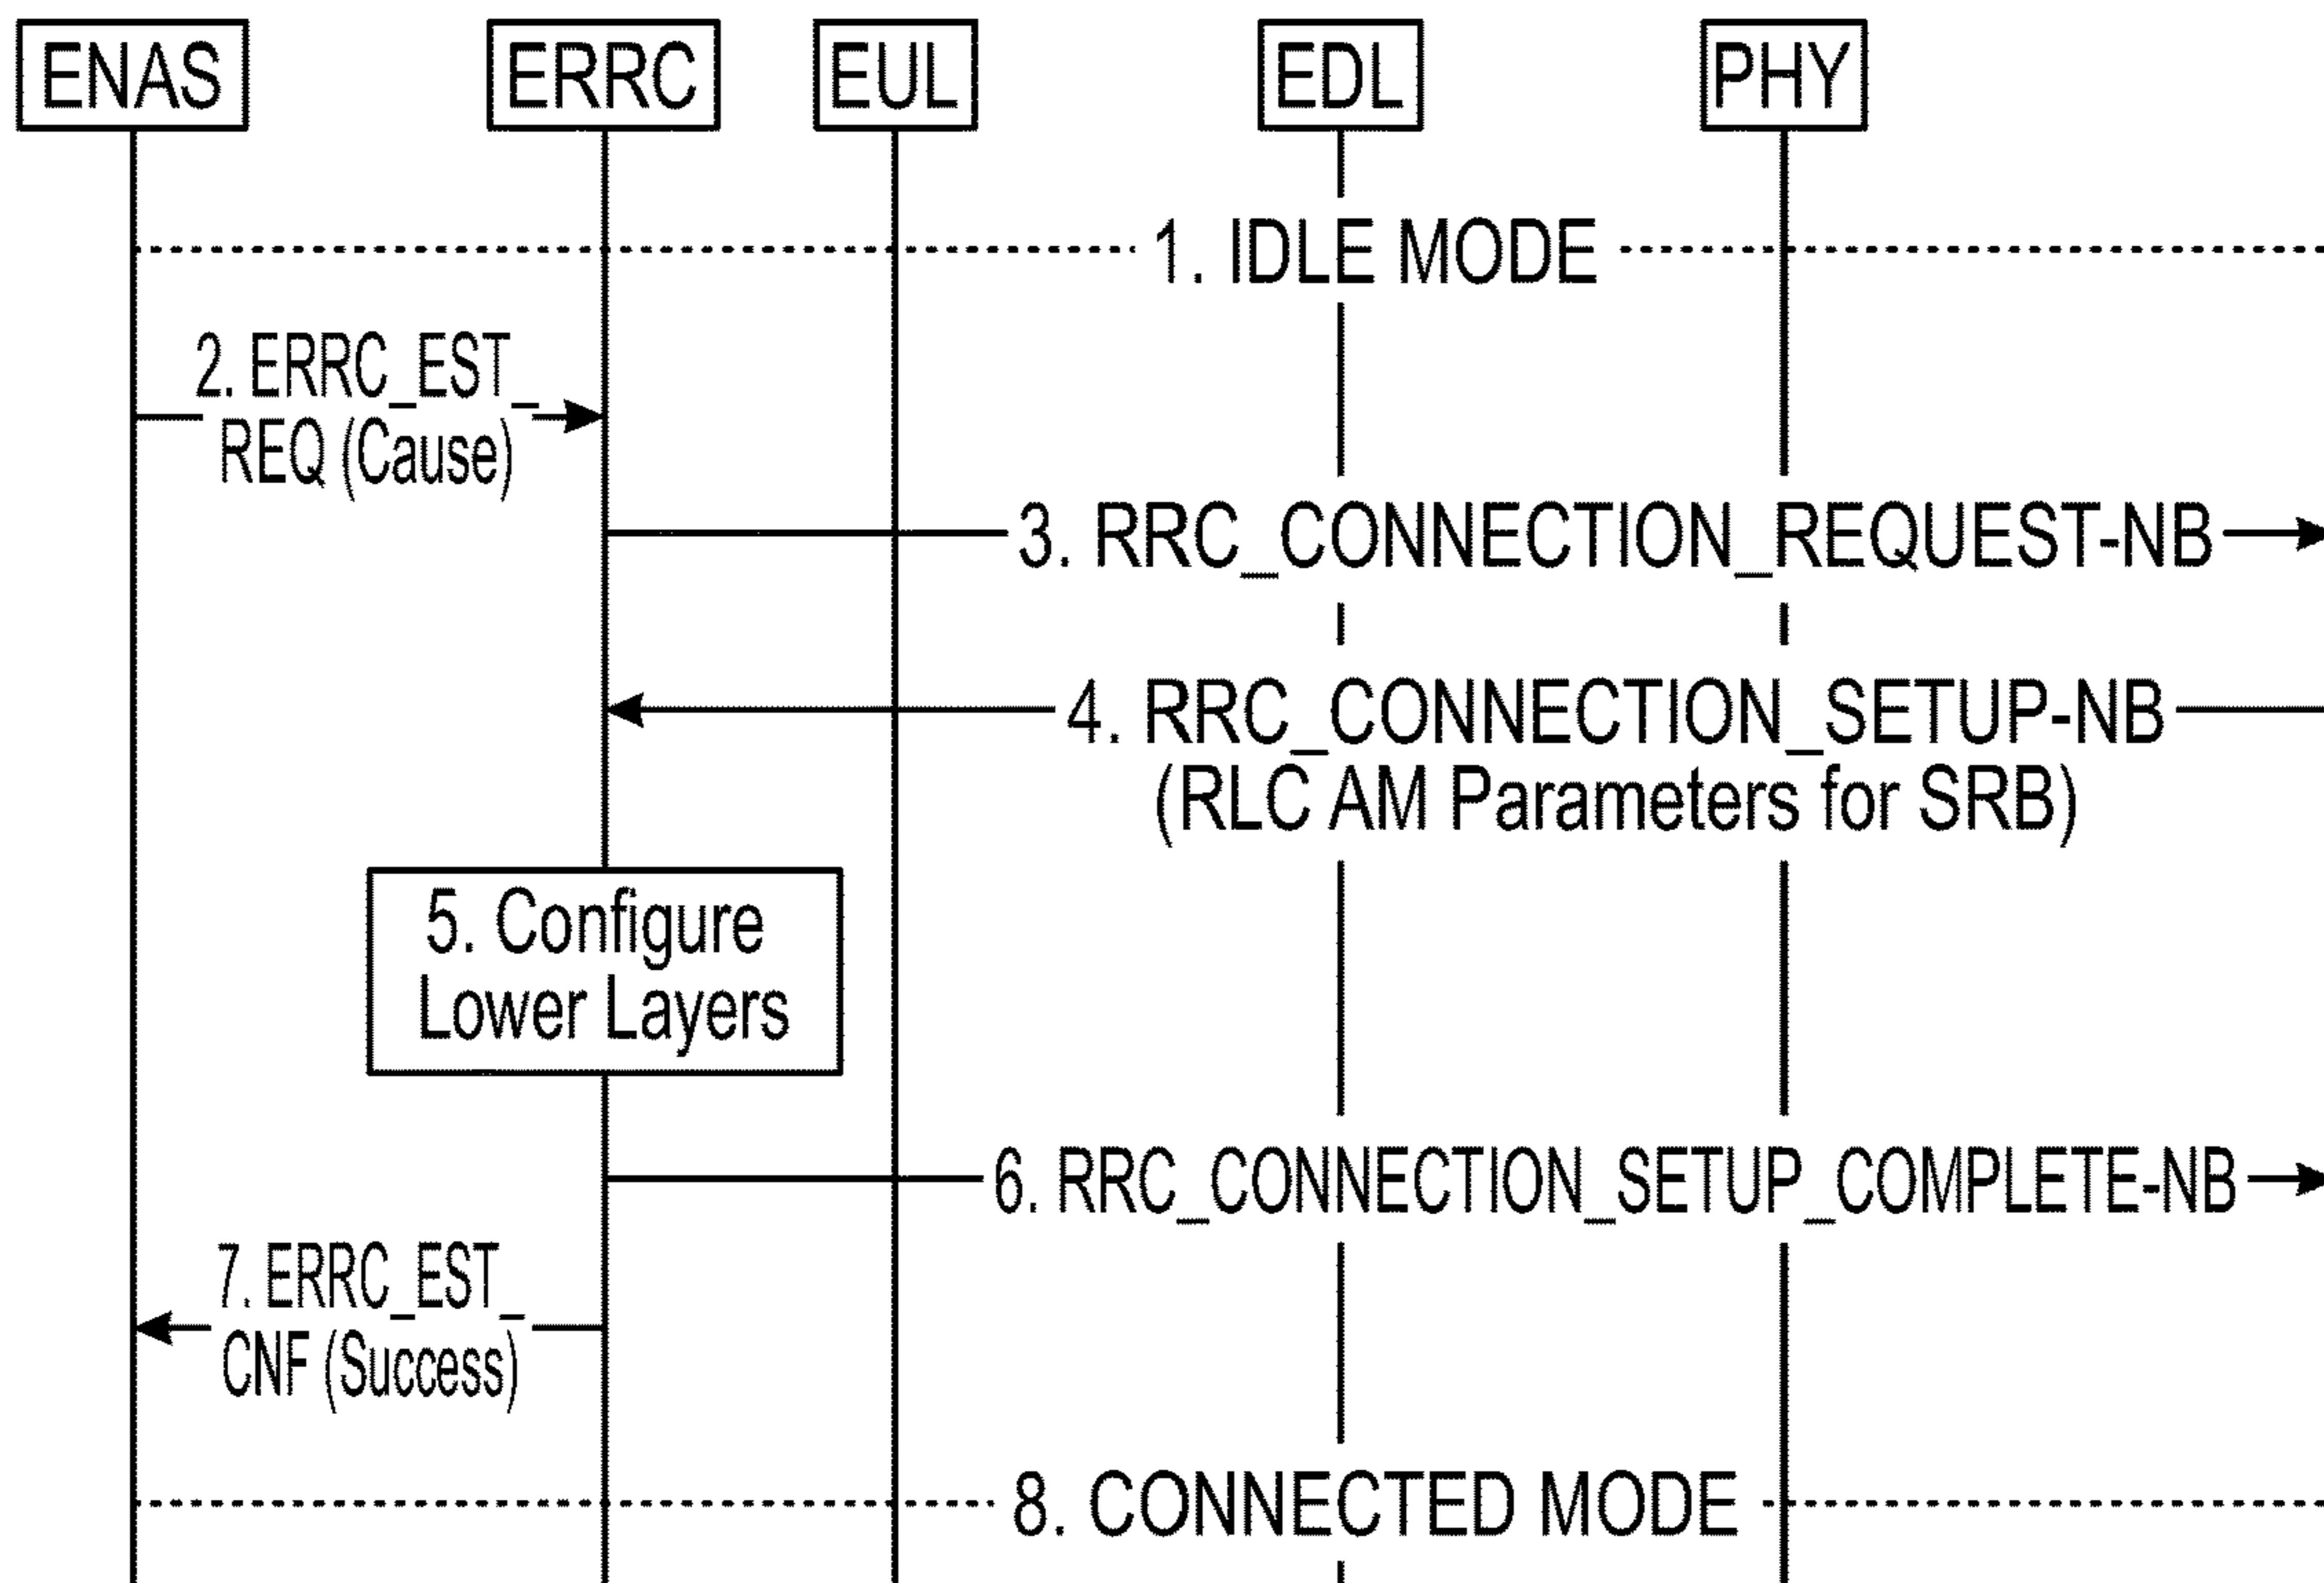 ENAS
ERRC
EUL
EDL
PHY
1. IDLE MODE
2. ERRC_EST_
REQ (Cause)
3. RRC_CONNECTION_REQUEST-NB
4. RRC_CONNECTION_SETUP-NB
(RLC AM Parameters for SRB)
5. Configure
Lower Layers
6. RRC_CONNECTION_SETUP_COMPLETE-NB
7. ERRC_EST_
CNF (Success)
8. CONNECTED MODE